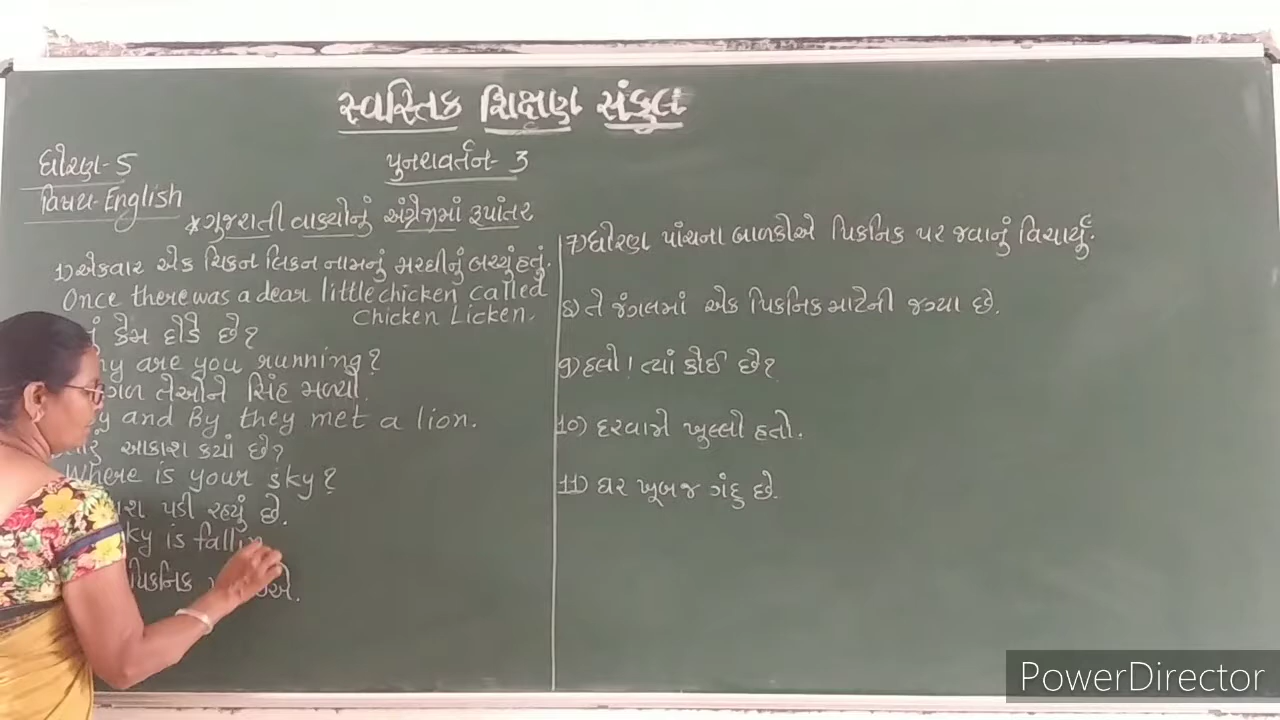 સ્વસ્તિક શિક્ષણ સંકુલ
ધોરણ-5
પુનરાવર્તન-3
વિષય-English
*ગુજરાતી વાક્યોનું અંગ્રેજીમાં રૂપાંતર
1) એકવાર એક ચિકન લિકન નામનું મરઘીનું બચ્ચું હતું.
Once there was a dear little chicken called
Chicken Licken.
કેમ દોડે છે?
are you running?
તેઓને સિંહ મળ્યો.
and By they met a lion.
આકાશ કયાં છે?
Where is your sky?
પડી રહ્યું છે.
is
પિકનિક
7) ધોરણ પાંચના બાળકોએ પિકનિક પર જવાનું વિચાર્યું.
8) તે જંગલમાં એક પિકનિક માટેની જગ્યા છે.
9) હલો! ત્યાં કોઈ છે?
10) દરવાજો ખુલ્લો હતો.
11) ઘર ખૂબ જ ગંદુ છે.
PowerDirector